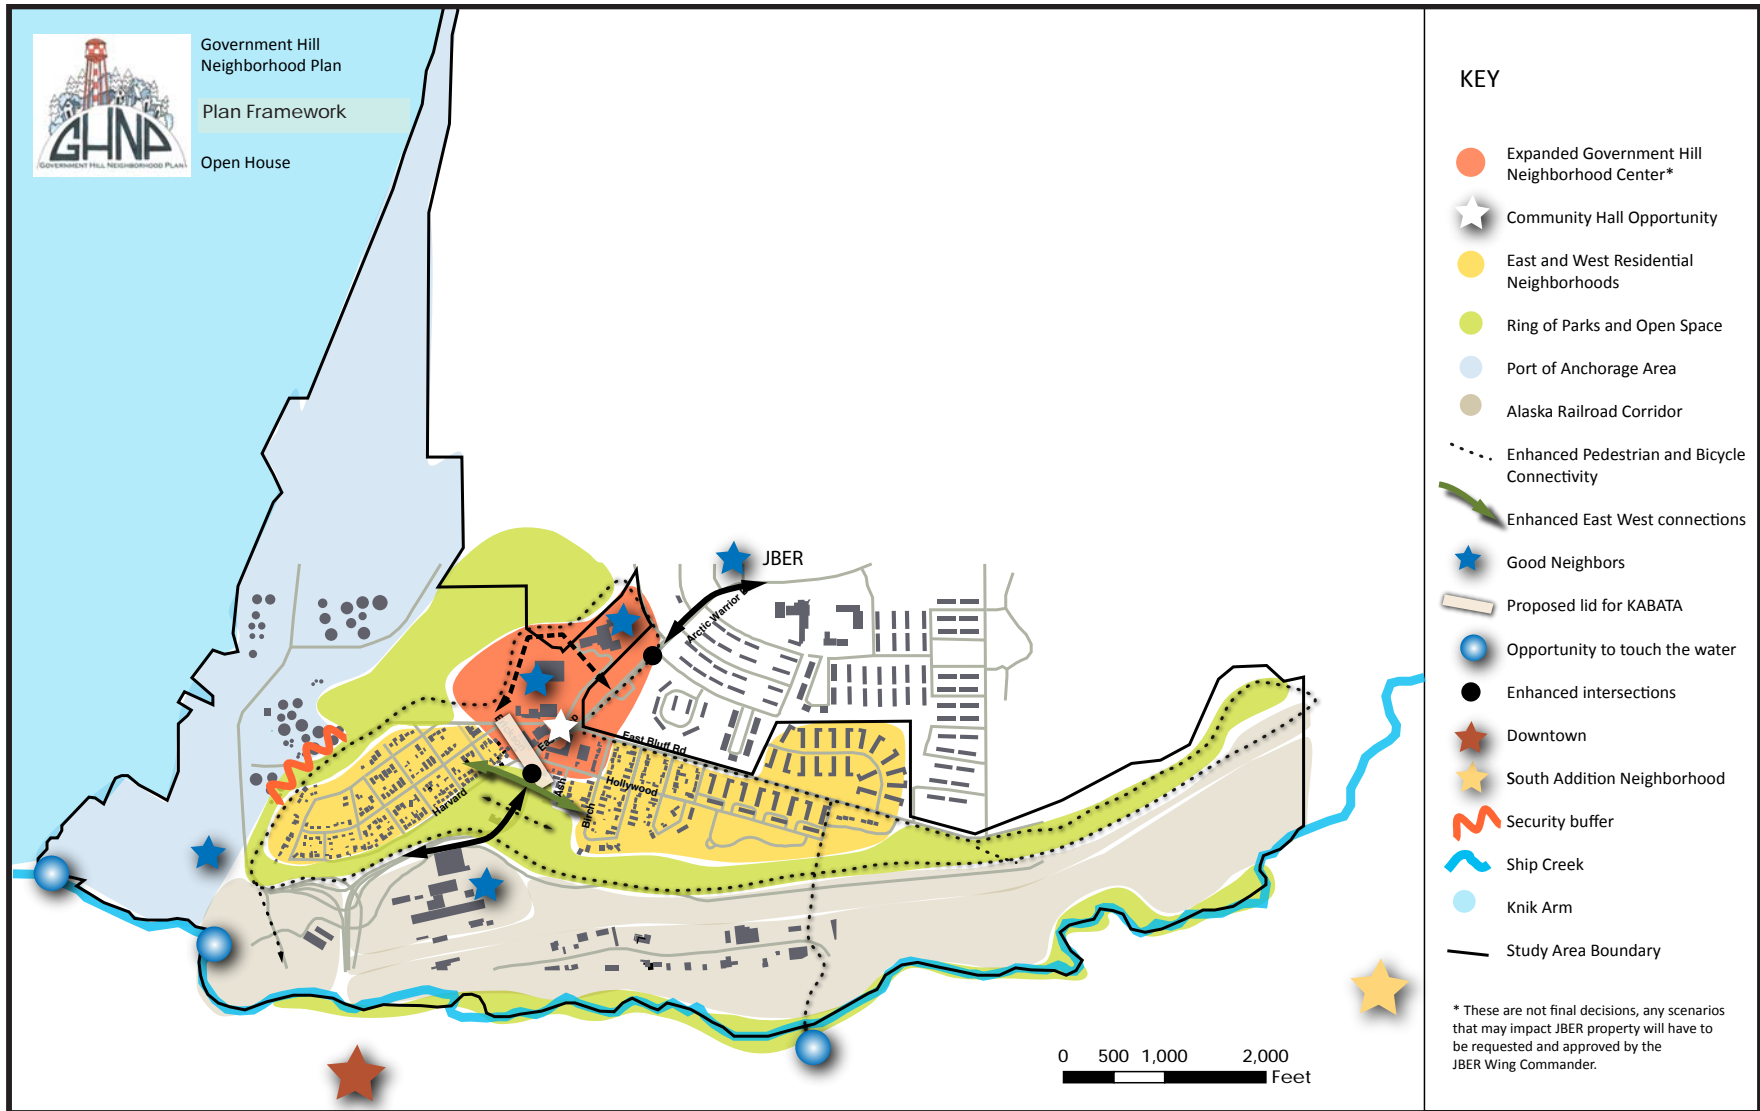 Government Hill
Neighborhood Plan
Plan Framework
Open House
GHNP
GOVERNMENT HILL NEIGHBORHOOD PLAN
JBER
Arctic Warrior
East Bluff Rd
Hollywood
Harvard
Ash
Birch
0 500 1,000 2,000
Feet
KEY
Expanded Government Hill
Neighborhood Center*
Community Hall Opportunity
East and West Residential
Neighborhoods
Ring of Parks and Open Space
Port of Anchorage Area
Alaska Railroad Corridor
Enhanced Pedestrian and Bicycle
Connectivity
Enhanced East West connections
Good Neighbors
Proposed lid for KABATA
Opportunity to touch the water
Enhanced intersections
Downtown
South Addition Neighborhood
Security buffer
Ship Creek
Knik Arm
Study Area Boundary
* These are not final decisions, any scenarios
that may impact JBER property will have to
be requested and approved by the
JBER Wing Commander.